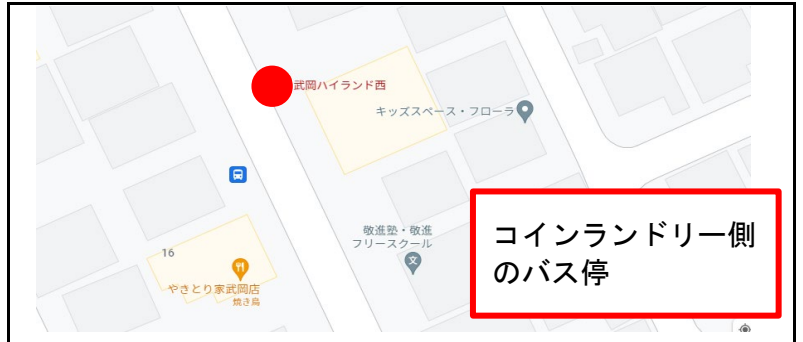 武岡ハイランド西
キッズスペース・フローラ
敬進塾・敬進
フリースクール
文
16
やきとり家武岡店
焼き鳥
コインランドリー側
のバス停